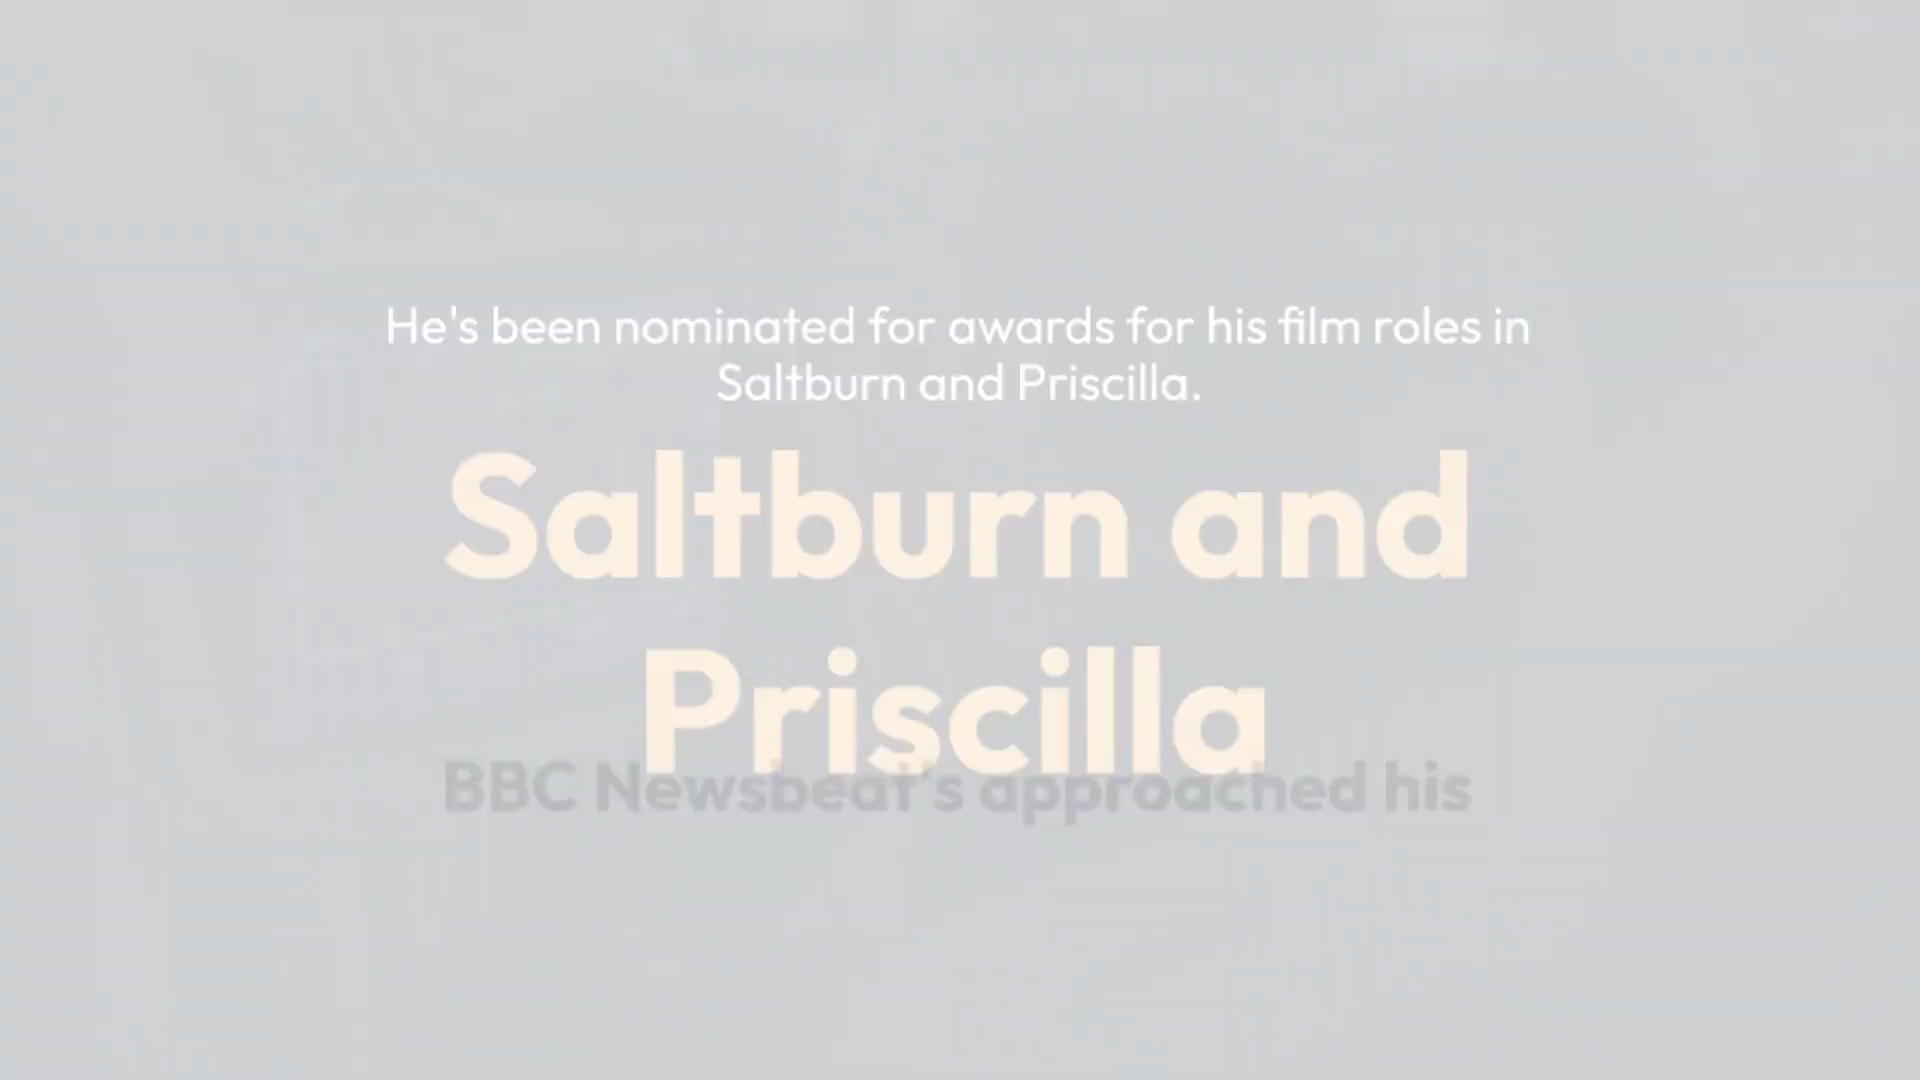 He's been nominated for awards for his film roles in
Saltburn and Priscilla.
Saltburn and
Priscilla
BBC Newsbeat's approached his